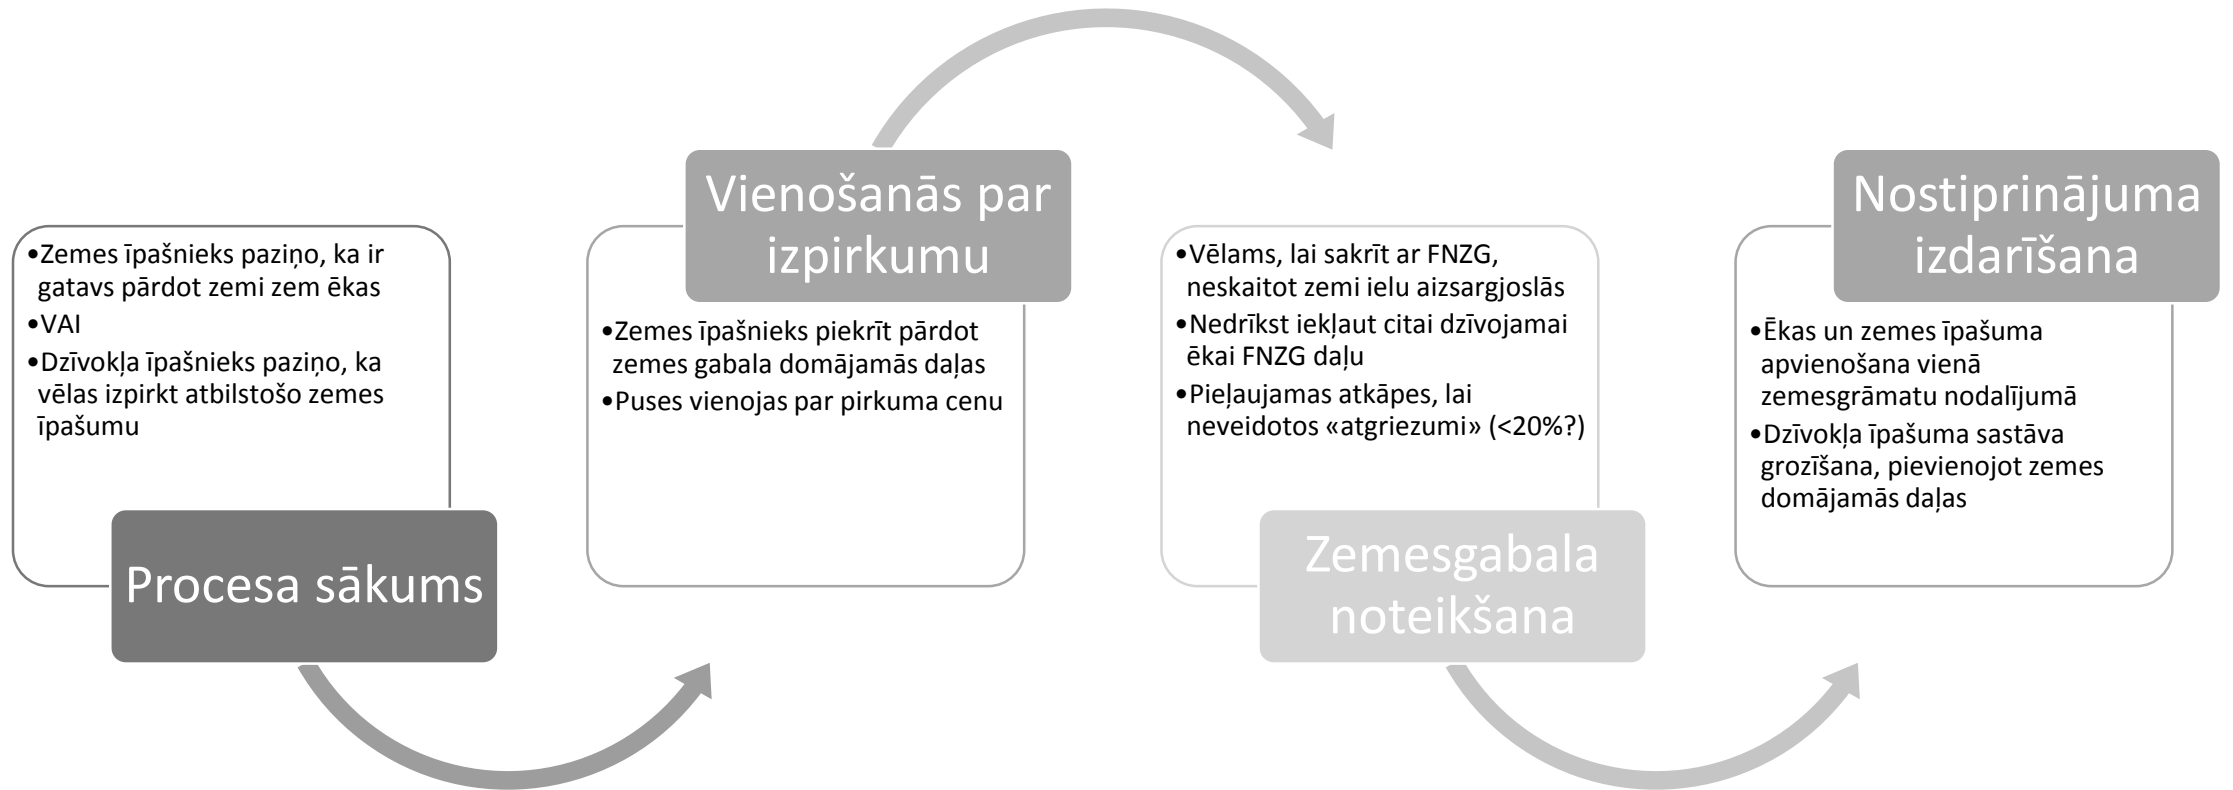 •Zemes īpašnieks paziņo, ka ir
gatavs pārdot zemi zem ēkas
•VAI
•Dzīvokļa īpašnieks paziņo, ka
vēlas izpirkt atbilstošo zemes
īpašumu
Procesa sākums
Vienošanās par
izpirkumu
•Zemes īpašnieks piekrīt pārdot
zemes gabala domājamās daļas
•Puses vienojas par pirkuma cenu
•Vēlams, lai sakrīt ar FNZG,
neskaitot zemi ielu aizsargjoslās
•Nedrīkst iekļaut citai dzīvojamai
ēkai FNZG daļu
•Pieļaujamas atkāpes, lai
neveidotos «atgriezumi» (<20%?)
Zemesgabala
noteikšana
Nostiprinājuma
izdarīšana
•Ēkas un zemes īpašuma
apvienošana vienā
zemesgrāmatu nodalījumā
•Dzīvokļa īpašuma sastāva
grozīšana, pievienojot zemes
domājamās daļas